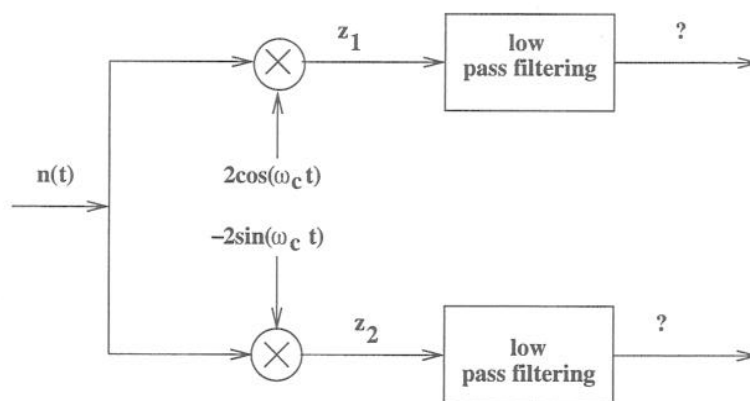 z1
low
pass filtering
?
2cos(ωc t)
n(t)
−2sin(ωc t)
z2
low
pass filtering
?